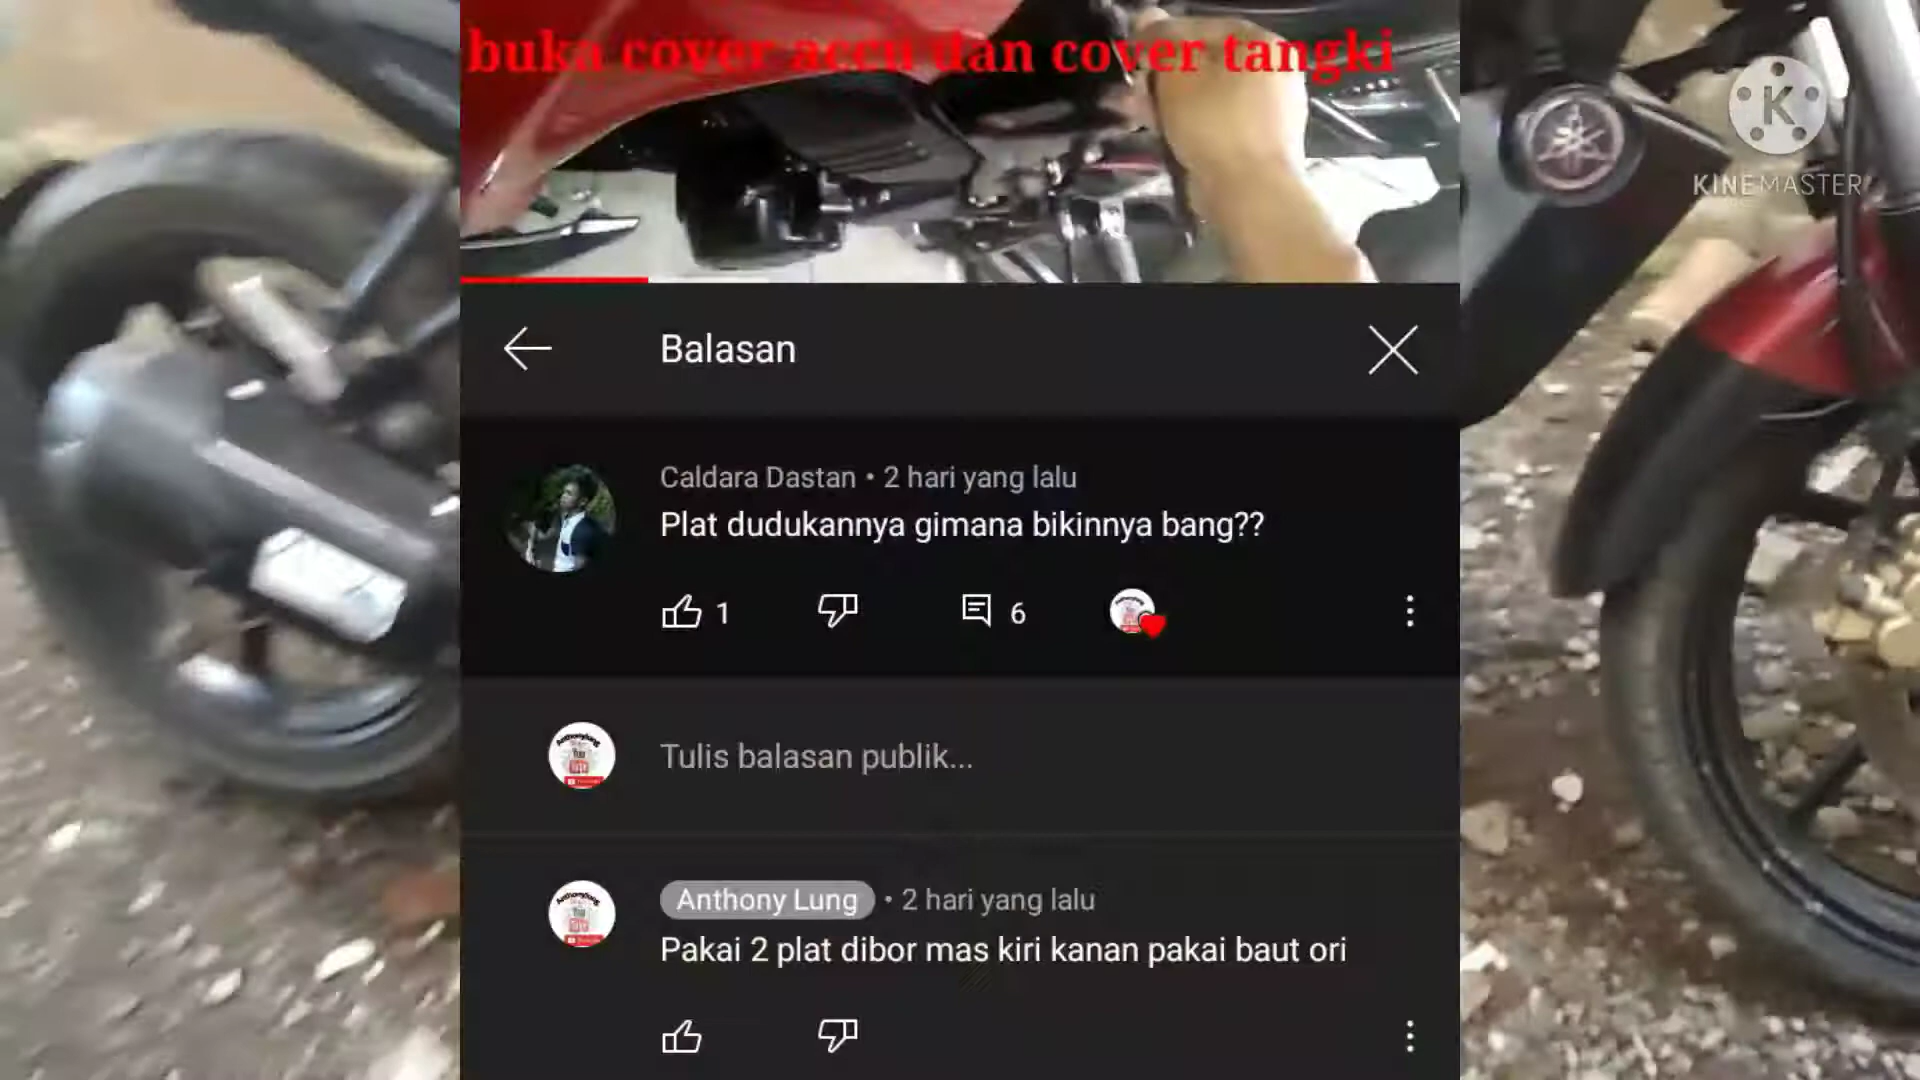 buka cover accu dan cover tangki
KINEMASTER
Balasan
Caldara Dastan • 2 hari yang lalu
Plat dudukannya gimana bikinnya bang??
1
6
Tulis balasan publik...
Anthony Lung • 2 hari yang lalu
Pakai 2 plat dibor mas kiri kanan pakai baut ori